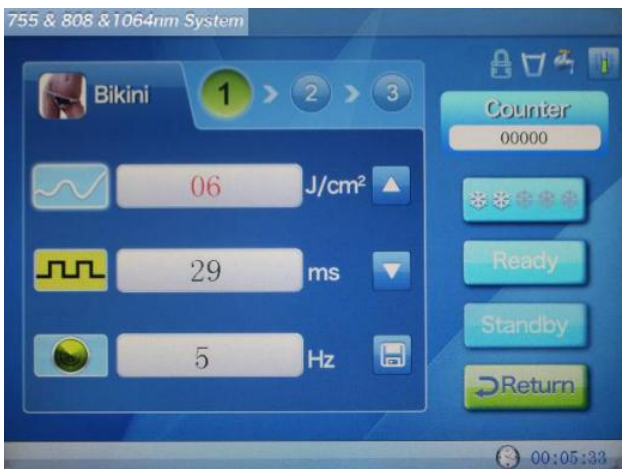 755 & 808 &1064nm System
Bikini
1 > 2 > 3
Counter
00000
06 J/cm²
29 ms
5 Hz
Ready
Standby
Return
00:05:33